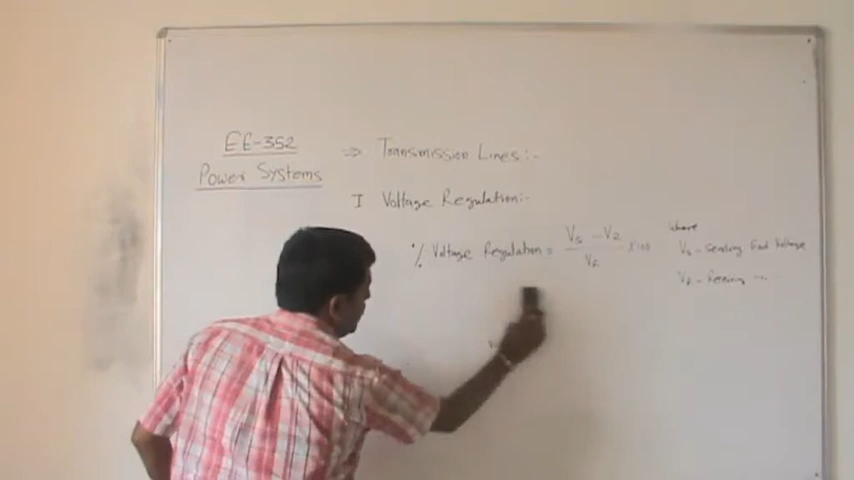 EE-352
Power Systems
⇒ Transmission Lines:-
I Voltage Regulation:-
% Voltage Regulation = (Vs - VR) / VR × 100
where
Vs - Sending End Voltage
VR - Receiving ~